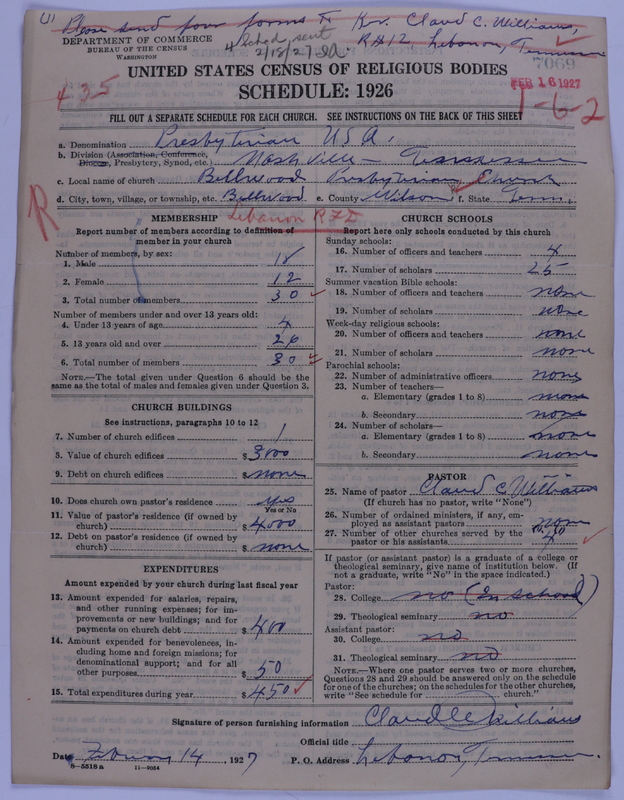 Please send four forms to Rev. Claud C. Williams,
R#12 Lebanon, Tennessee
4 Sched. sent
2/18/27
DEPARTMENT OF COMMERCE
BUREAU OF THE CENSUS
WASHINGTON
7069
UNITED STATES CENSUS OF RELIGIOUS BODIES
FEB 16 1927
SCHEDULE: 1926
435
1-6-2
FILL OUT A SEPARATE SCHEDULE FOR EACH CHURCH. SEE INSTRUCTIONS ON THE BACK OF THIS SHEET
a. Denomination Presbyterian U S A.
b. Division (Association, Conference, Diocese, Presbytery, Synod, etc.) Nashville - Tennessee
c. Local name of church Bellwood Presbyterian Church
d. City, town, village, or township, etc. Bellwood e. County Wilson f. State Tenn.
R
Lebanon RFD
MEMBERSHIP
Report number of members according to definition of member in your church
Number of members, by sex:
1. Male 18
2. Female 12
3. Total number of members 30
Number of members under and over 13 years old:
4. Under 13 years of age 4
5. 13 years old and over 26
6. Total number of members 30
NOTE.—The total given under Question 6 should be the
same as the total of males and females given under Question 3.
CHURCH BUILDINGS
See instructions, paragraphs 10 to 12
7. Number of church edifices 1
8. Value of church edifices $3000
9. Debt on church edifices $none
10. Does church own pastor's residence yes
Yes or No
11. Value of pastor's residence (if owned by
church) $4000
12. Debt on pastor's residence (if owned by
church) $none
EXPENDITURES
Amount expended by your church during last fiscal year
13. Amount expended for salaries, repairs,
and other running expenses; for im-
provements or new buildings; and for
payments on church debt $400
14. Amount expended for benevolences, in-
cluding home and foreign missions; for
denominational support; and for all
other purposes $50
15. Total expenditures during year $450
CHURCH SCHOOLS
Report here only schools conducted by this church
Sunday schools:
16. Number of officers and teachers 4
17. Number of scholars 25
Summer vacation Bible schools:
18. Number of officers and teachers none
19. Number of scholars none
Week-day religious schools:
20. Number of officers and teachers none
21. Number of scholars none
Parochial schools:
22. Number of administrative officers none
23. Number of teachers—
a. Elementary (grades 1 to 8) none
b. Secondary none
24. Number of scholars—
a. Elementary (grades 1 to 8) none
b. Secondary none
PASTOR
25. Name of pastor Claud C Williams
(If church has no pastor, write "None")
26. Number of ordained ministers, if any, em-
ployed as assistant pastors none
27. Number of other churches served by the
pastor or his assistants
If pastor (or assistant pastor) is a graduate of a college or
theological seminary, give name of institution below. (If
not a graduate, write "No" in the space indicated.)
Pastor:
28. College no (In school)
29. Theological seminary no
Assistant pastor:
30. College no
31. Theological seminary no
NOTE.—Where one pastor serves two or more churches,
Questions 28 and 29 should be answered only on the schedule
for one of the churches; on the schedules for the other churches,
write "See schedule for church."
Signature of person furnishing information Claud C Williams
Official title
Date February 14, 1927 P. O. Address Lebanon, Tennessee.
8—5518 a 11—9054